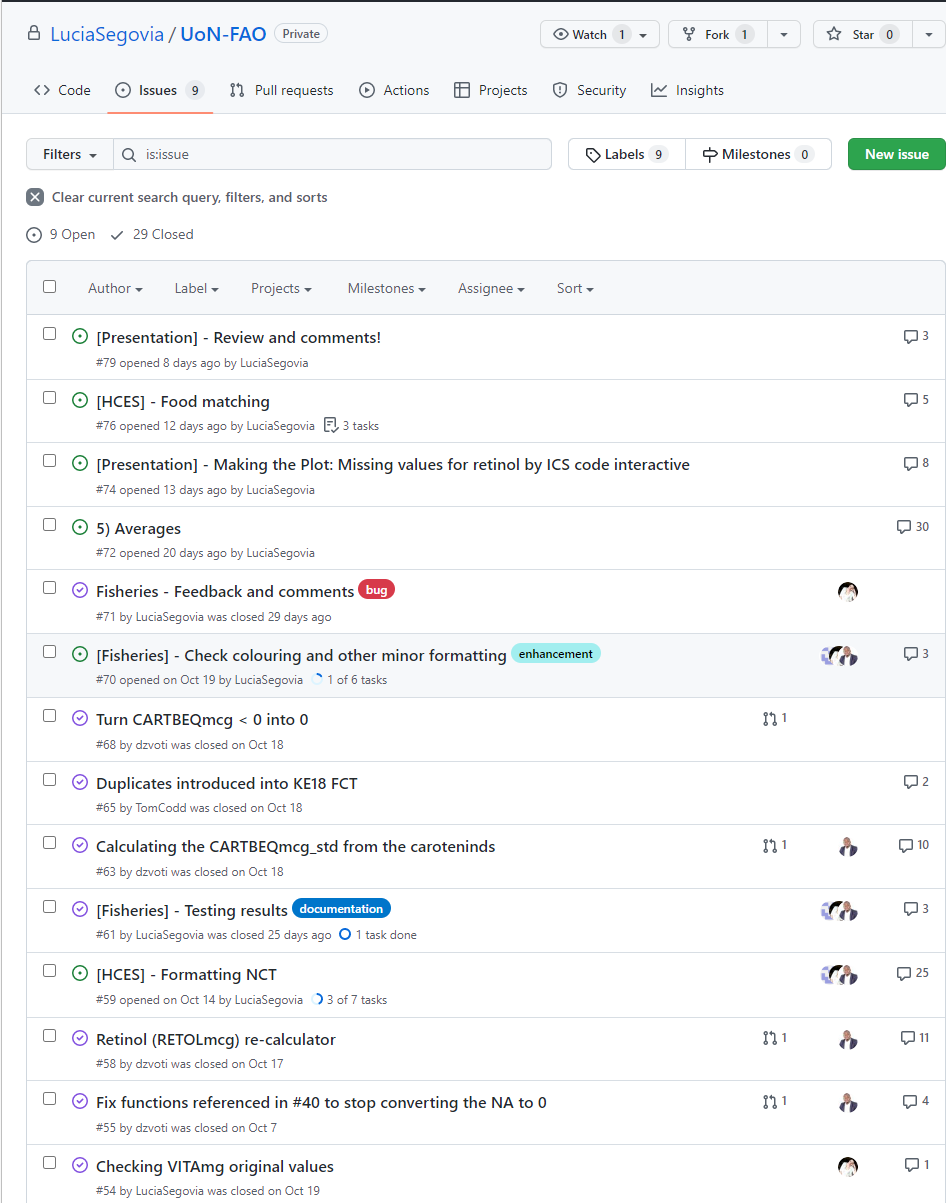 LuciaSegovia / UoN-FAO Private Watch 1 Fork 1 Star 0
Code Issues 9 Pull requests Actions Projects Security Insights
Filters is:issue Labels 9 Milestones 0 New issue
Clear current search query, filters, and sorts
9 Open 29 Closed
Author Label Projects Milestones Assignee Sort
[Presentation] - Review and comments! 3
#79 opened 8 days ago by LuciaSegovia
[HCES] - Food matching 5
#76 opened 12 days ago by LuciaSegovia 3 tasks
[Presentation] - Making the Plot: Missing values for retinol by ICS code interactive 8
#74 opened 13 days ago by LuciaSegovia
5) Averages 30
#72 opened 20 days ago by LuciaSegovia
Fisheries - Feedback and comments bug
#71 by LuciaSegovia was closed 29 days ago
[Fisheries] - Check colouring and other minor formatting enhancement 3
#70 opened on Oct 19 by LuciaSegovia 1 of 6 tasks
Turn CARTBEQmcg < 0 into 0 1
#68 by dzvoti was closed on Oct 18
Duplicates introduced into KE18 FCT 2
#65 by TomCodd was closed on Oct 18
Calculating the CARTBEQmcg_std from the caroteninds 1 10
#63 by dzvoti was closed on Oct 18
[Fisheries] - Testing results documentation 3
#61 by LuciaSegovia was closed 25 days ago 1 task done
[HCES] - Formatting NCT 25
#59 opened on Oct 14 by LuciaSegovia 3 of 7 tasks
Retinol (RETOLmcg) re-calculator 1 11
#58 by dzvoti was closed on Oct 17
Fix functions referenced in #40 to stop converting the NA to 0 1 4
#55 by dzvoti was closed on Oct 7
Checking VITAmg original values 1
#54 by LuciaSegovia was closed on Oct 19